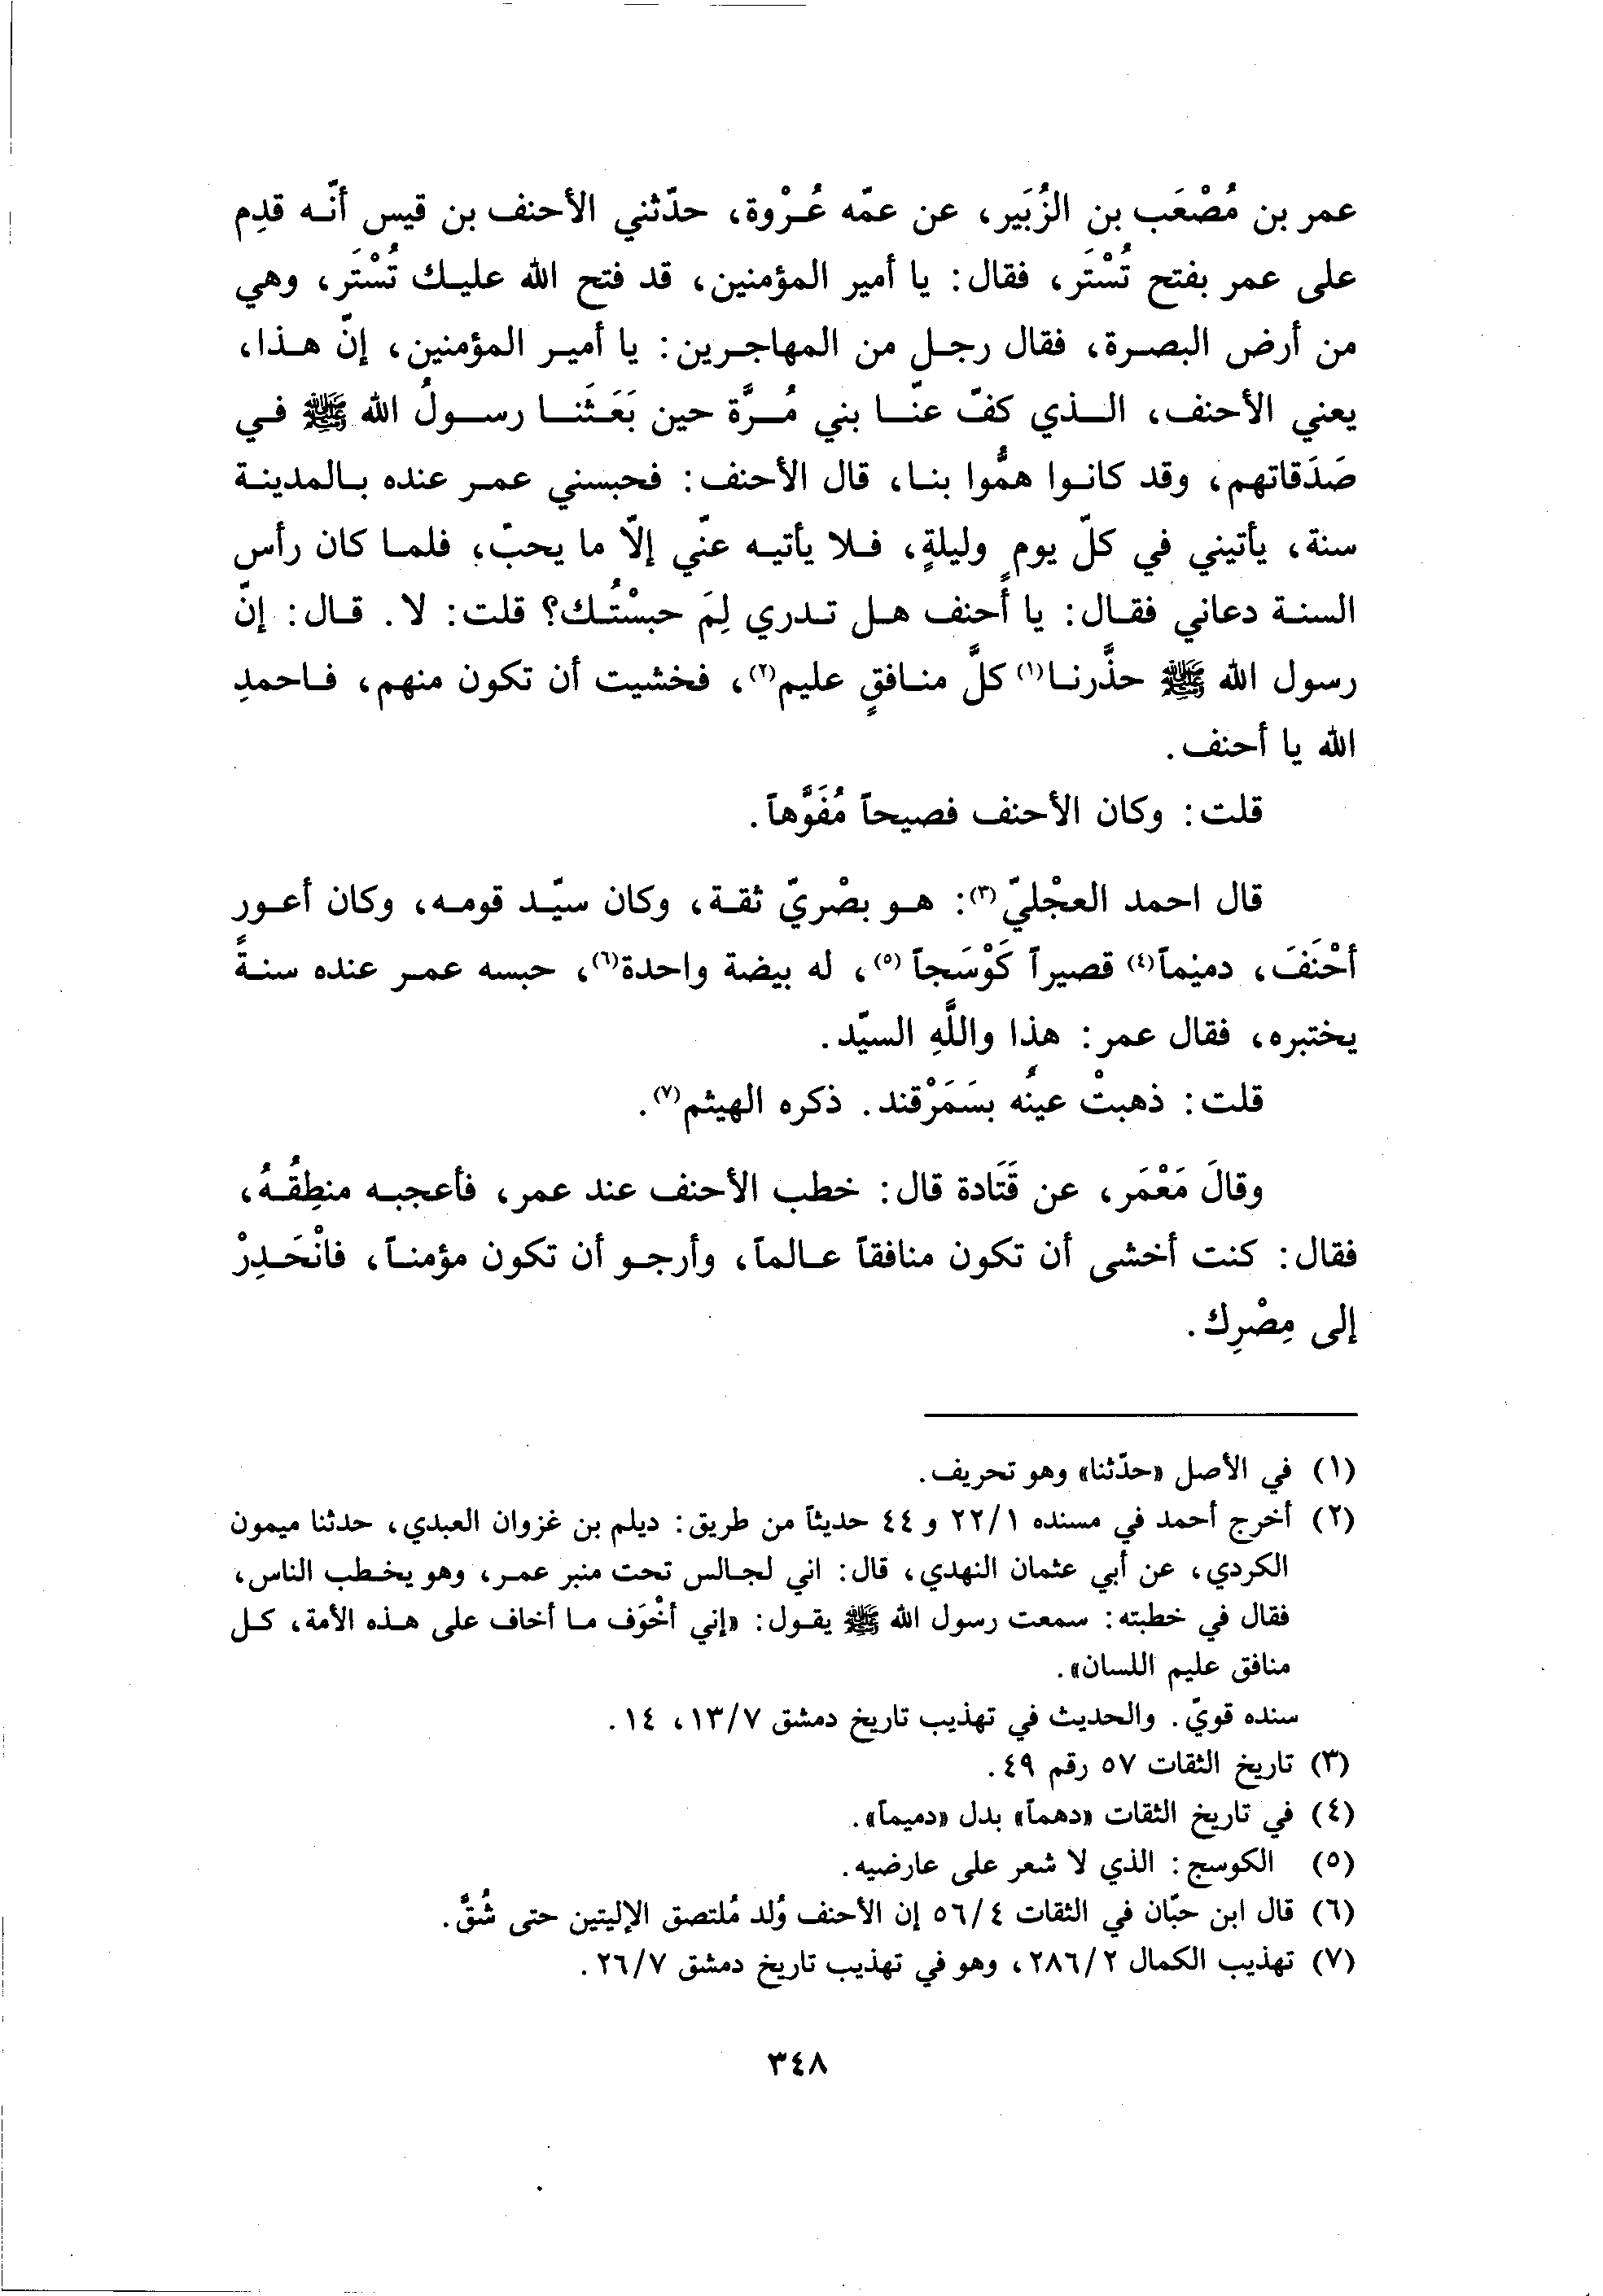 عمر بن مُصْعَب بن الزُبَير، عن عمّه عُرْوة، حدّثني الأحنف بن قيس أنّه قدِم
على عمر بفتح تُسْتَر، فقال: يا أمير المؤمنين، قد فتح الله عليك تُسْتَر، وهي
من أرض البصرة، فقال رجل من المهاجرين: يا أمير المؤمنين، إنّ هذا،
يعني الأحنف، الذي كفّ عنّا بني مُرَّة حين بَعَثَنا رسولُ الله ﷺ في
صَدَقاتهم، وقد كانوا همُّوا بنا، قال الأحنف: فحبسني عمر عنده بالمدينة
سنة، يأتيني في كلّ يوم وليلةٍ، فلا يأتيه عنّي إلّا ما يحبّ، فلما كان رأس
السنة دعاني فقال: يا أحنف هل تدري لِمَ حبسْتُك؟ قلت: لا. قال: إنّ
رسول الله ﷺ حذَّرنا(١) كلَّ منافقٍ عليم(٢)، فخشيت أن تكون منهم، فاحمدِ
الله يا أحنف.
قلت: وكان الأحنف فصيحاً مُفَوَّهاً.
قال احمد العجْليّ(٣): هو بصْريّ ثقة، وكان سيّد قومه، وكان أعور
أحْنَفَ، دميْماً(٤) قصيراً كَوْسَجاً(٥)، له بيضة واحدة(٦)، حبسه عمر عنده سنةً
يختبره، فقال عمر: هذا واللَّهِ السيّد.
قلت: ذهبتْ عينُه بسَمَرْقند. ذكره الهيثم(٧).
وقالَ مَعْمَر، عن قَتَادة قال: خطب الأحنف عند عمر، فأعجبه منطِقُهُ،
فقال: كنت أخشى أن تكون منافقاً عالماً، وأرجو أن تكون مؤمناً، فانْحَدِرْ
إلى مِصْرِك.
(١) في الأصل «حدّثنا» وهو تحريف.
(٢) أخرج أحمد في مسنده ٢٢/١ و ٤٤ حديثاً من طريق: ديلم بن غزوان العبدي، حدثنا ميمون
الكردي، عن أبي عثمان النهدي، قال: اني لجالس تحت منبر عمر، وهو يخطب الناس،
فقال في خطبته: سمعت رسول الله ﷺ يقول: «إني أخْوَف ما أخاف على هذه الأمة، كل
منافق عليم اللسان».
سنده قويّ. والحديث في تهذيب تاريخ دمشق ١٣/٧، ١٤.
(٣) تاريخ الثقات ٥٧ رقم ٤٩.
(٤) في تاريخ الثقات «دهماً» بدل «دميماً».
(٥) الكوسج: الذي لا شعر على عارضيه.
(٦) قال ابن حبّان في الثقات ٥٦/٤ إن الأحنف وُلد مُلتصق الإليتين حتى شُقَّ.
(٧) تهذيب الكمال ٢٨٦/٢، وهو في تهذيب تاريخ دمشق ٢٦/٧.
٣٤٨